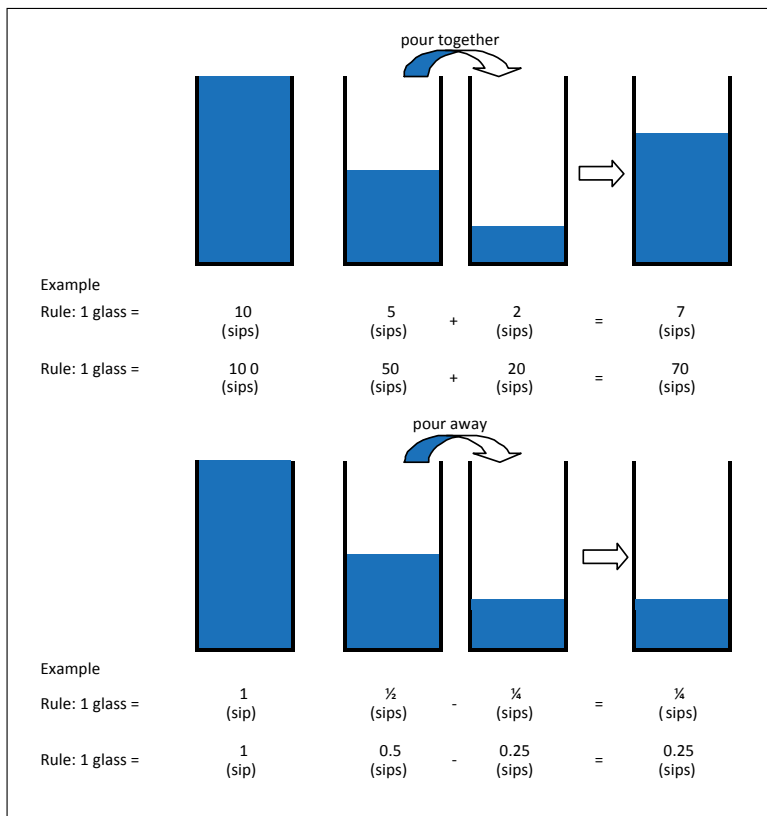 pour together
Example
Rule: 1 glass = 10 5 + 2 = 7
(sips) (sips) (sips) (sips)
Rule: 1 glass = 10 0 50 + 20 = 70
(sips) (sips) (sips) (sips)
pour away
Example
Rule: 1 glass = 1 ½ - ¼ = ¼
(sip) (sips) (sips) (sips)
Rule: 1 glass = 1 0.5 - 0.25 = 0.25
(sip) (sips) (sips) (sips)